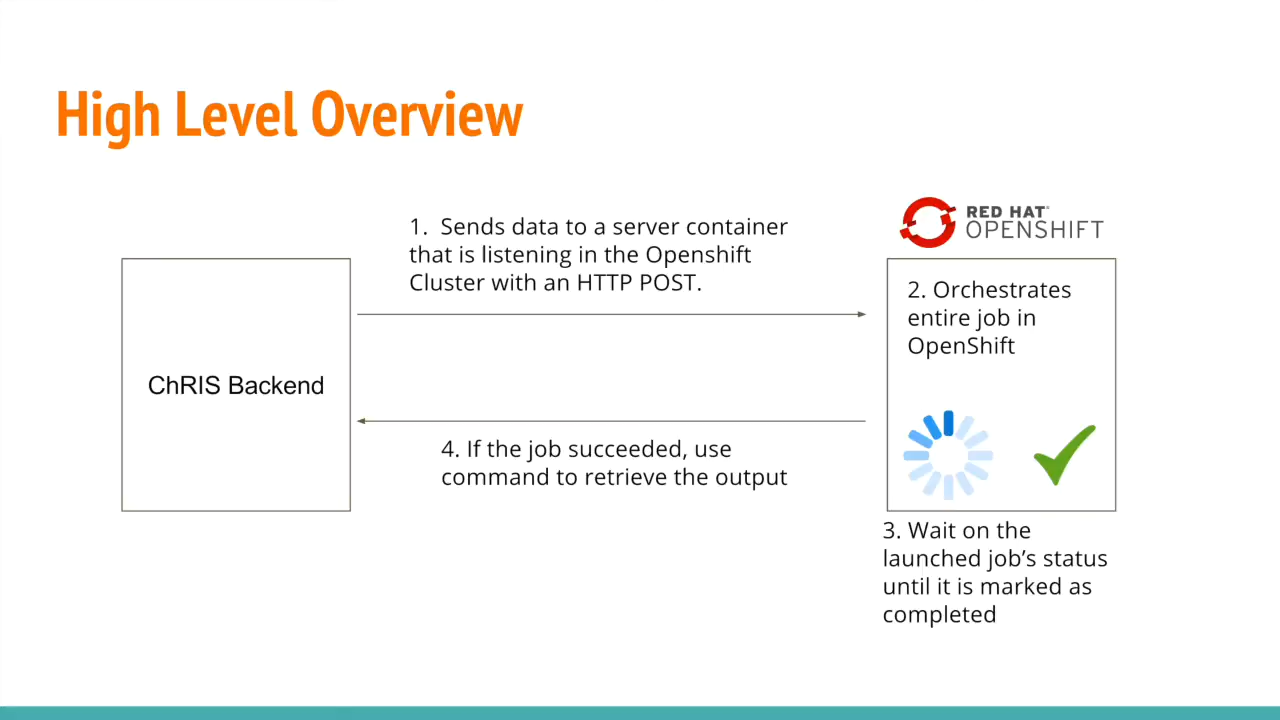 High Level Overview
1. Sends data to a server container
that is listening in the Openshift
Cluster with an HTTP POST.
RED HAT®
OPENSHIFT
2. Orchestrates
entire job in
OpenShift
ChRIS Backend
4. If the job succeeded, use
command to retrieve the output
3. Wait on the
launched job’s status
until it is marked as
completed